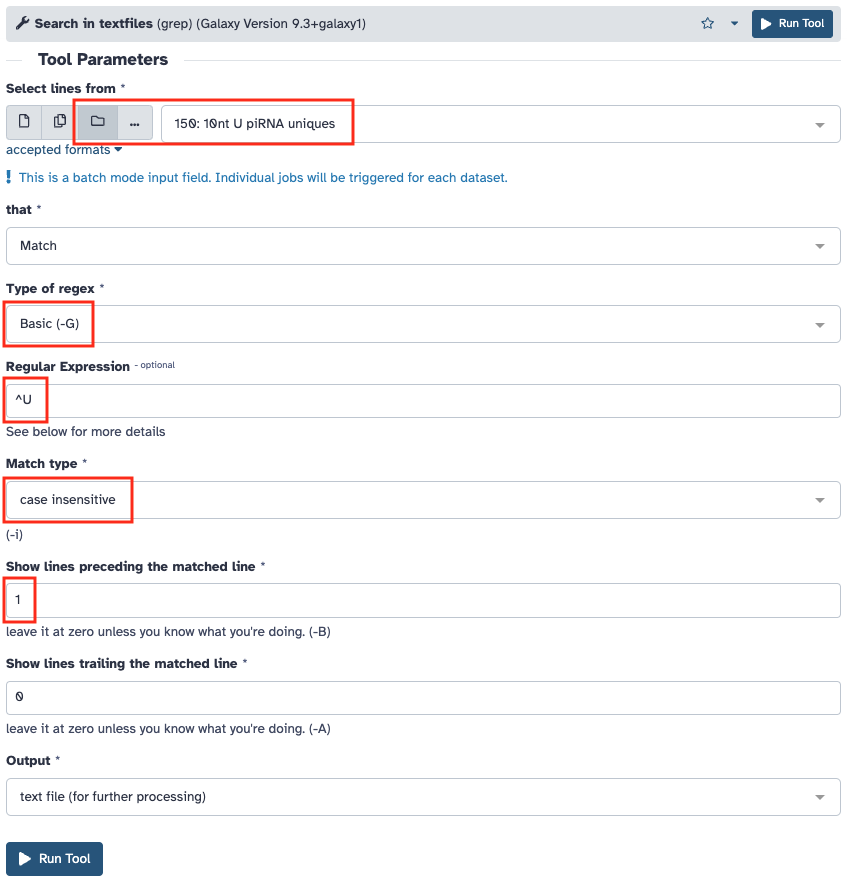 Search in textfiles (grep) (Galaxy Version 9.3+galaxy1) Run Tool
Tool Parameters
Select lines from *
... 150: 10nt U piRNA uniques
accepted formats
! This is a batch mode input field. Individual jobs will be triggered for each dataset.
that *
Match
Type of regex *
Basic (-G)
Regular Expression - optional
^U
See below for more details
Match type *
case insensitive
(-i)
Show lines preceding the matched line *
1
leave it at zero unless you know what you're doing. (-B)
Show lines trailing the matched line *
0
leave it at zero unless you know what you're doing. (-A)
Output *
text file (for further processing)
Run Tool